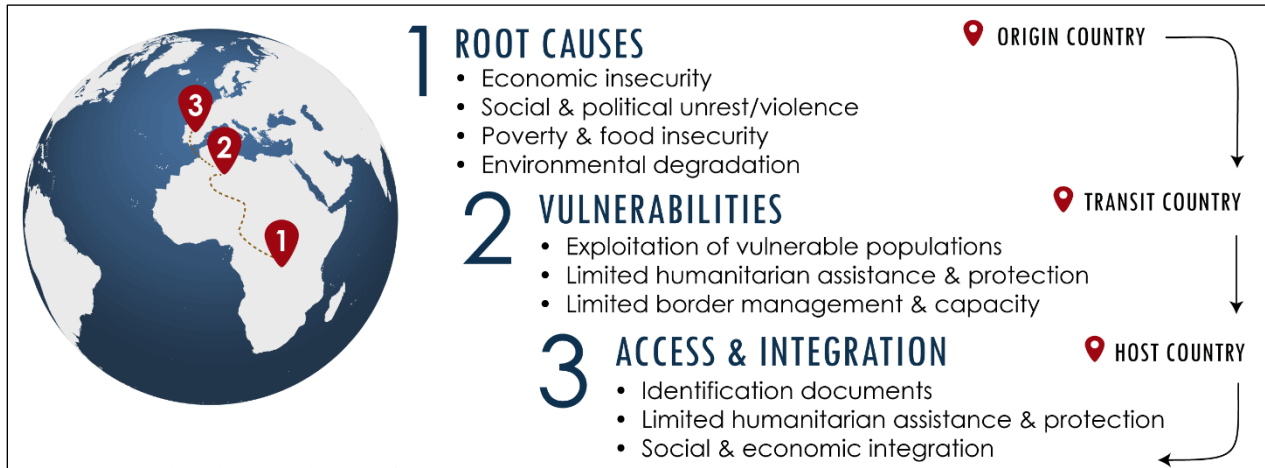 3
2
1
1 ROOT CAUSES
• Economic insecurity
• Social & political unrest/violence
• Poverty & food insecurity
• Environmental degradation
ORIGIN COUNTRY
2 VULNERABILITIES
• Exploitation of vulnerable populations
• Limited humanitarian assistance & protection
• Limited border management & capacity
TRANSIT COUNTRY
3 ACCESS & INTEGRATION
• Identification documents
• Limited humanitarian assistance & protection
• Social & economic integration
HOST COUNTRY